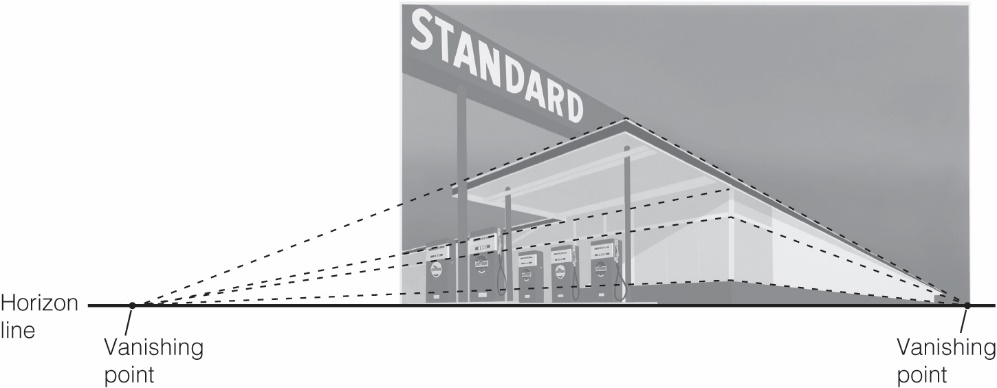 STANDARD
Horizon
line
Vanishing
point
Vanishing
point